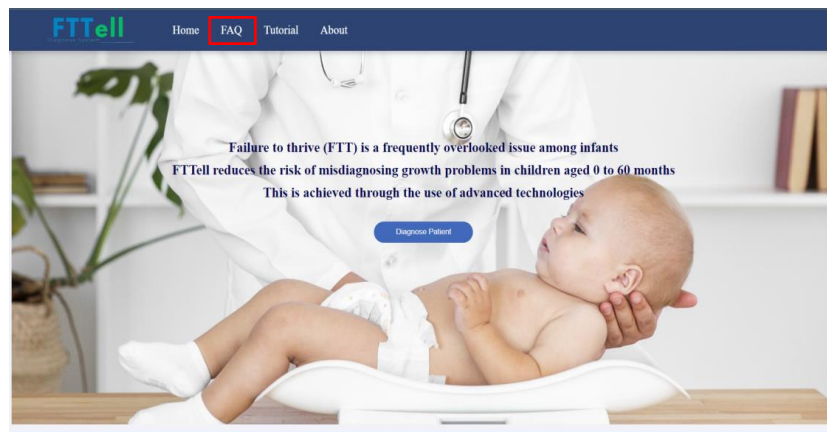 FTTell
Home FAQ Tutorial About
Failure to thrive (FTT) is a frequently overlooked issue among infants
FTTell reduces the risk of misdiagnosing growth problems in children aged 0 to 60 months
This is achieved through the use of advanced technologies
Diagnose Patient